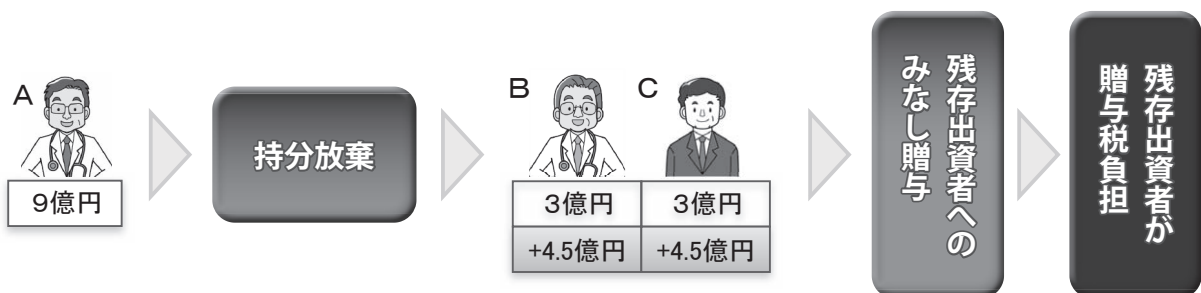 A
9億円
持分放棄
B
C
3億円
3億円
+4.5億円
+4.5億円
残存出資者への
みなし贈与
残存出資者が
贈与税負担